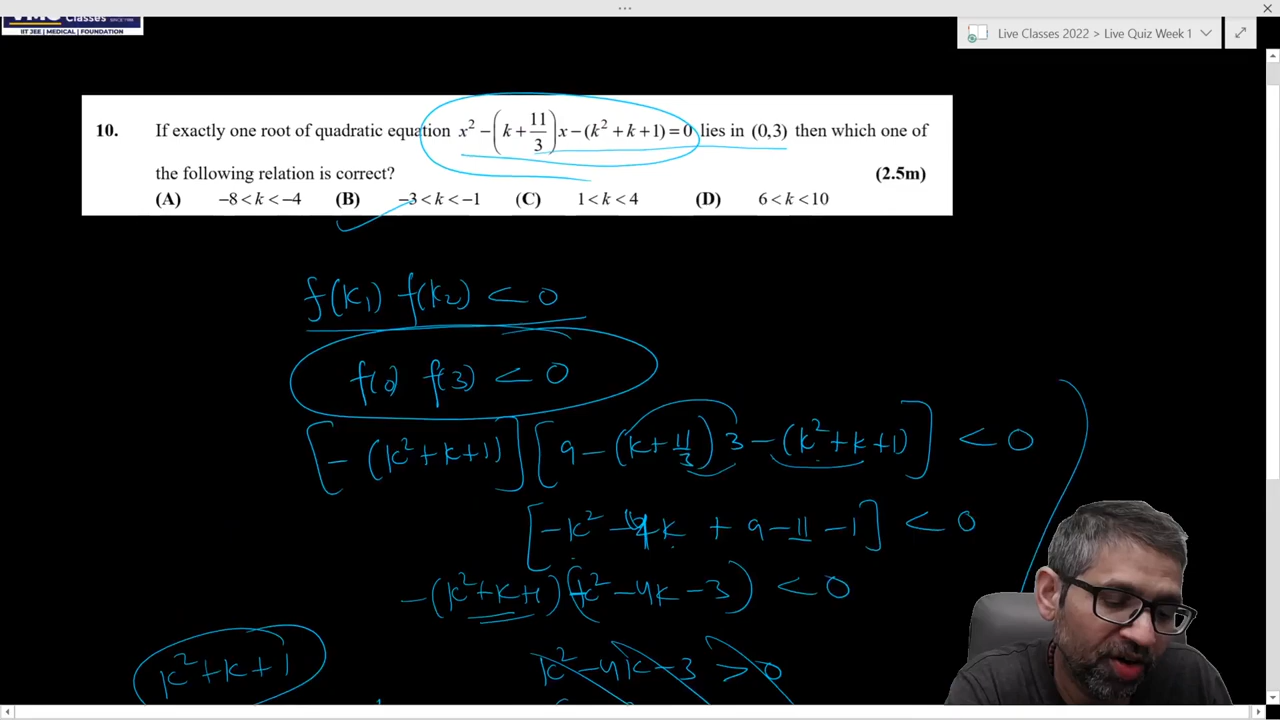 Classes SINCE 1986
IIT JEE | MEDICAL | FOUNDATION
Live Classes 2022 > Live Quiz Week 1
10. If exactly one root of quadratic equation x² − (k + 11/3)x − (k² + k + 1) = 0 lies in (0,3) then which one of
the following relation is correct? (2.5m)
(A) −8 < k < −4 (B) −3 < k < −1 (C) 1 < k < 4 (D) 6 < k < 10
f(k₁) f(k₂) < 0
f(0) f(3) < 0
[−(k²+k+1)] [9 − (k + 11/3) 3 − (k²+k+1)] < 0
[−k² − 4k + 9 − 11 − 1] < 0
−(k²+k+1) (−k² − 4k − 3) < 0
k²+k+1
k² − 4k − 3 > 0